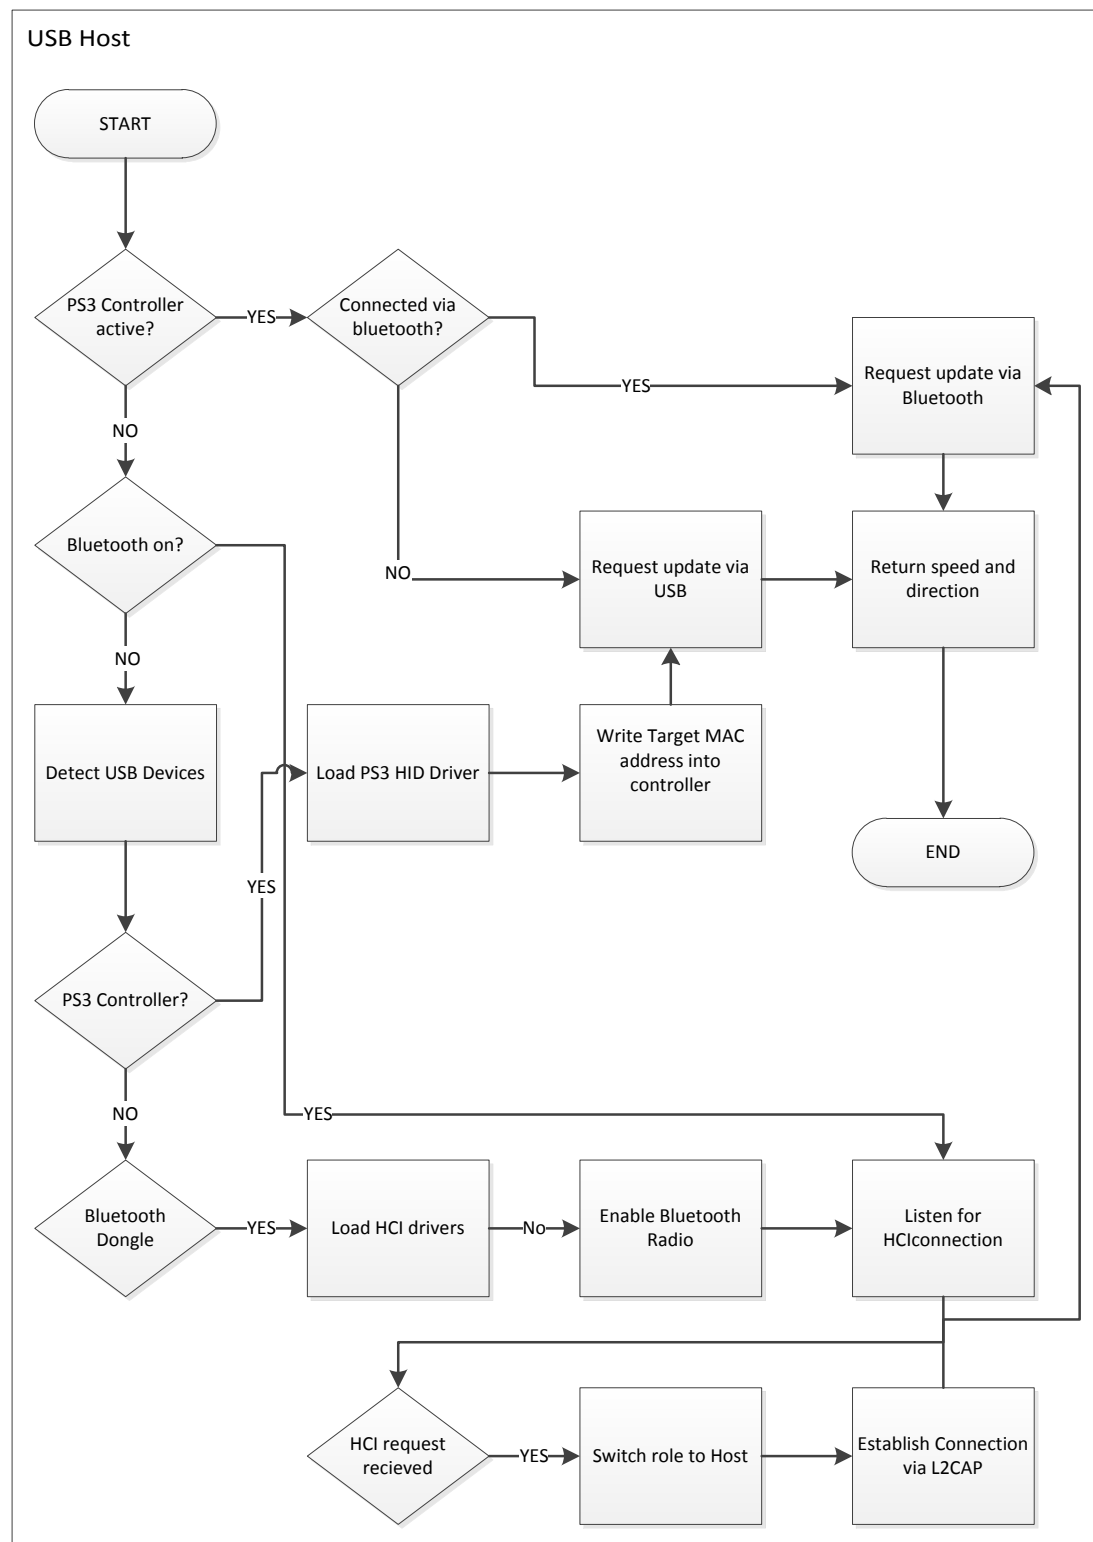 USB Host
START
PS3 Controller
active?
YES
Connected via
bluetooth?
YES
Request update via
Bluetooth
NO
Bluetooth on?
NO
Request update via
USB
Return speed and
direction
NO
Detect USB Devices
Load PS3 HID Driver
Write Target MAC
address into
controller
END
YES
PS3 Controller?
NO
YES
Bluetooth
Dongle
YES
Load HCI drivers
No
Enable Bluetooth
Radio
Listen for
HCIconnection
HCI request
recieved
YES
Switch role to Host
Establish Connection
via L2CAP